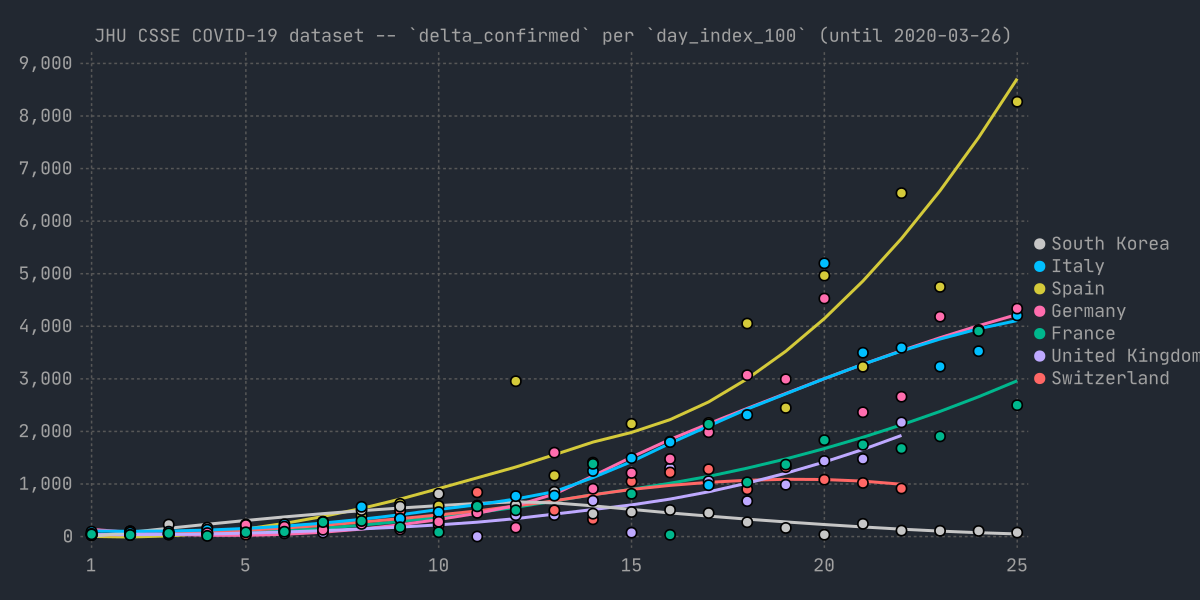 JHU CSSE COVID-19 dataset -- `delta_confirmed` per `day_index_100` (until 2020-03-26)
9,000
8,000
7,000
6,000
5,000
4,000
3,000
2,000
1,000
0
1 5 10 15 20 25
South Korea
Italy
Spain
Germany
France
United Kingdom
Switzerland